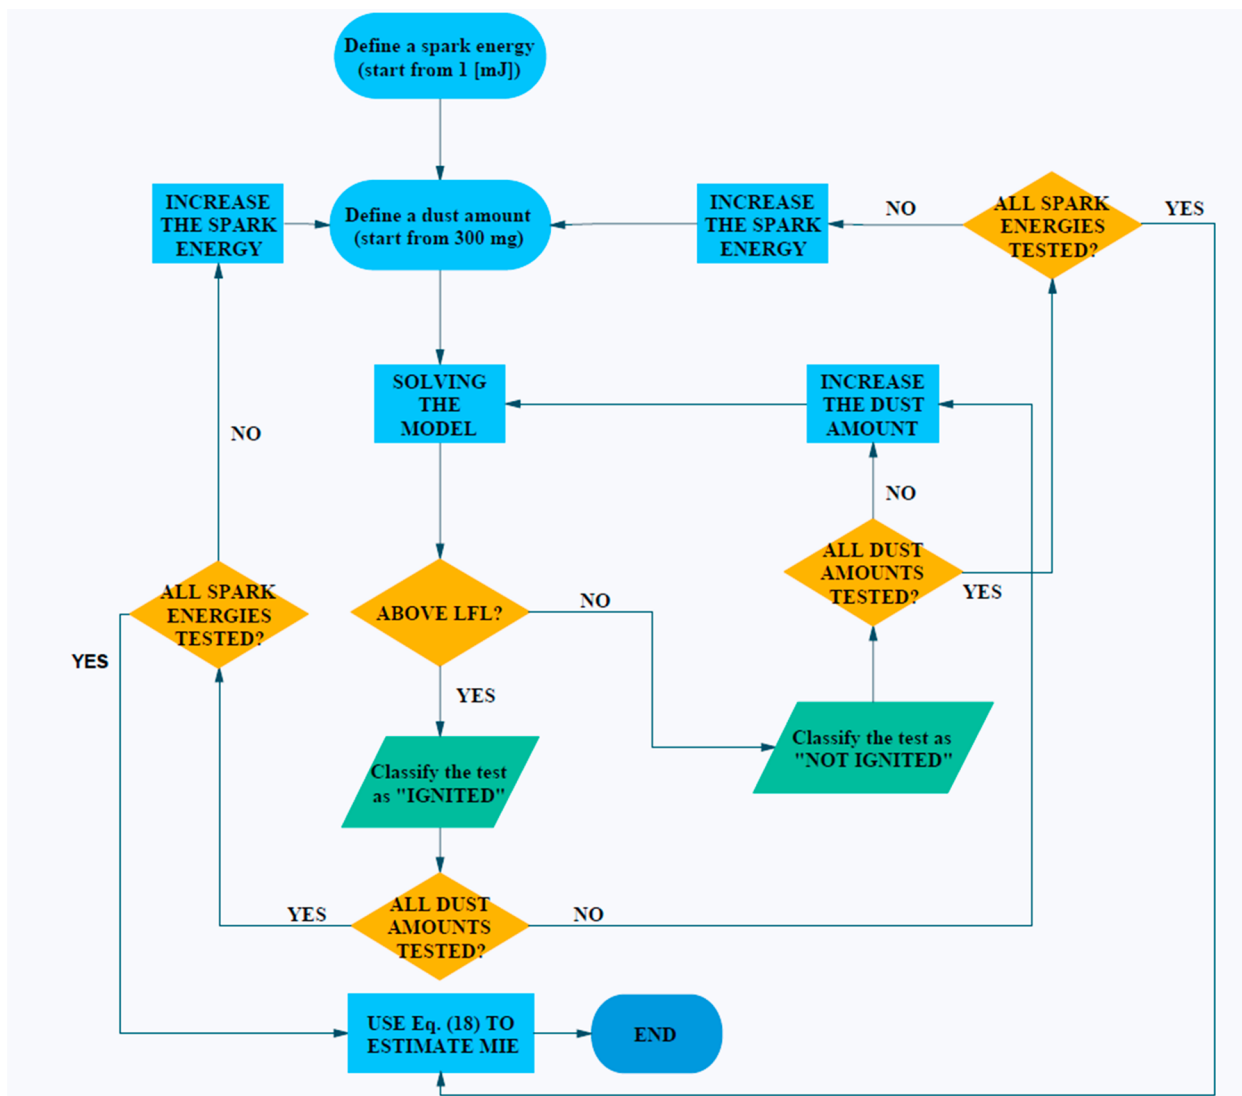 Define a spark energy
(start from 1 [mJ])
INCREASE
THE SPARK
ENERGY
Define a dust amount
(start from 300 mg)
INCREASE
THE SPARK
ENERGY
NO
ALL SPARK
ENERGIES
TESTED?
YES
SOLVING
THE
MODEL
INCREASE
THE DUST
AMOUNT
NO
NO
ALL DUST
AMOUNTS
TESTED?
YES
ALL SPARK
ENERGIES
TESTED?
YES
ABOVE LFL?
NO
YES
Classify the test as
"NOT IGNITED"
Classify the test
as "IGNITED"
YES
ALL DUST
AMOUNTS
TESTED?
NO
USE Eq. (18) TO
ESTIMATE MIE
END